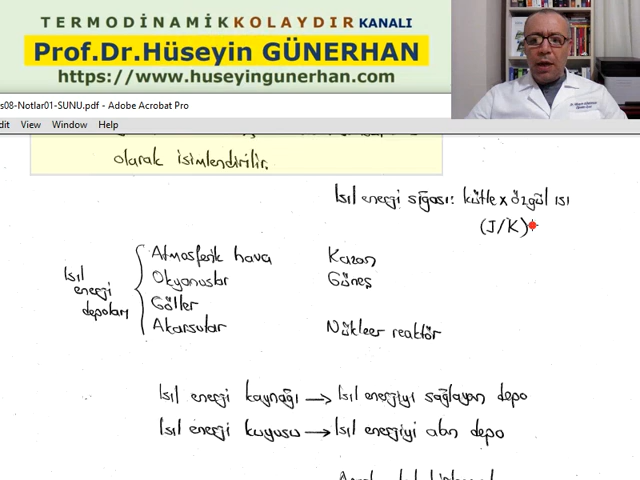 TERMODİNAMİKKOLAYDIR KANALI
Prof.Dr.Hüseyin GÜNERHAN
https://www.huseyingunerhan.com
s08-Notlar01-SUNU.pdf - Adobe Acrobat Pro
dit View Window Help
olarak isimlendirilir.
Isıl enerji sığası: kütle x özgül ısı
(J/K)
Isıl enerji depoları
Atmosferik hava Kazan
Okyanuslar Güneş
Göller
Akarsular Nükleer reaktör
Isıl enerji kaynağı → Isıl enerjiyi sağlayan depo
Isıl enerji kuyusu → Isıl enerjiyi alan depo